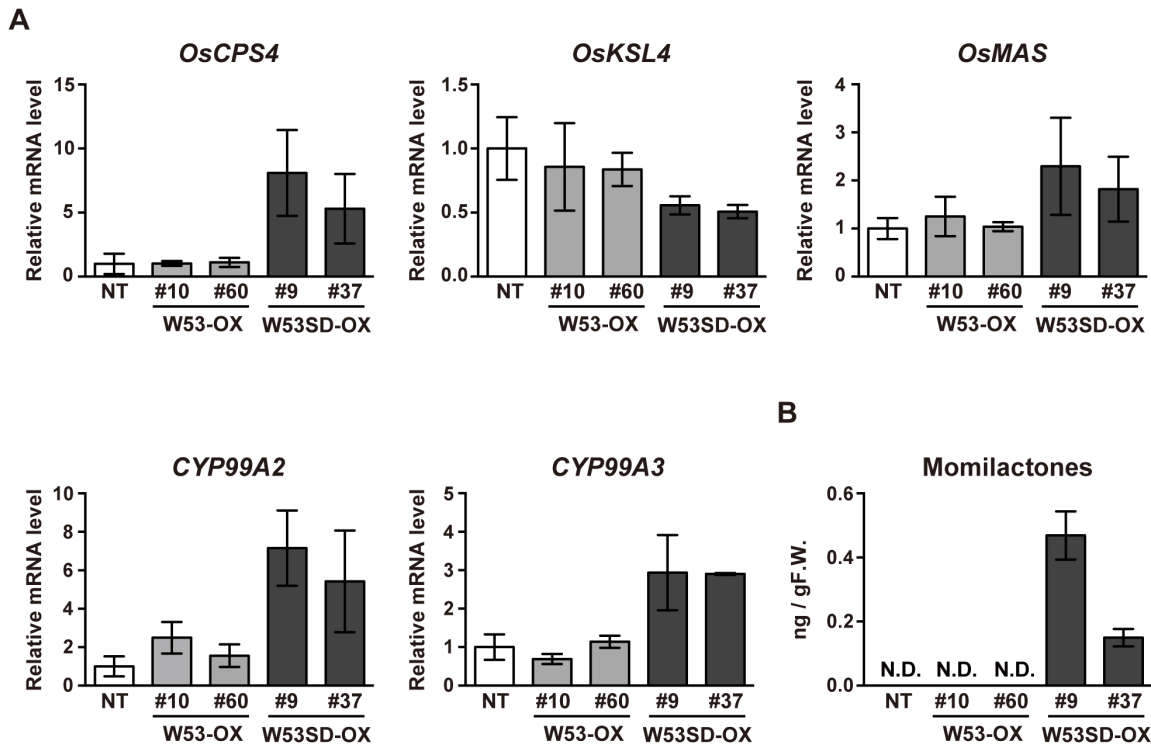 A
OsCPS4
Relative mRNA level
15
10
5
0
NT #10 #60 #9 #37
W53-OX W53SD-OX
OsKSL4
Relative mRNA level
1.5
1.0
0.5
0.0
NT #10 #60 #9 #37
W53-OX W53SD-OX
OsMAS
Relative mRNA level
4
3
2
1
0
NT #10 #60 #9 #37
W53-OX W53SD-OX
CYP99A2
Relative mRNA level
10
8
6
4
2
0
NT #10 #60 #9 #37
W53-OX W53SD-OX
CYP99A3
Relative mRNA level
5
4
3
2
1
0
NT #10 #60 #9 #37
W53-OX W53SD-OX
B
Momilactones
ng / gF.W.
0.6
0.4
0.2
0.0
N.D. N.D. N.D.
NT #10 #60 #9 #37
W53-OX W53SD-OX